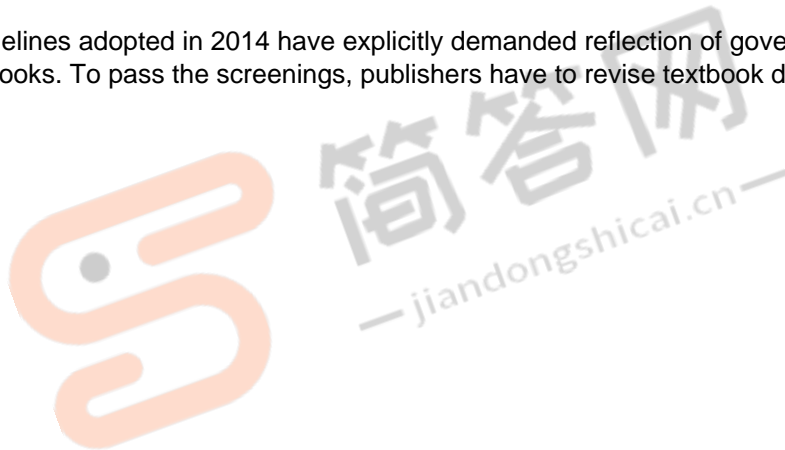 elines adopted in 2014 have explicitly demanded reflection of gove
ooks. To pass the screenings, publishers have to revise textbook d
简答网
jiandongshicai.cn